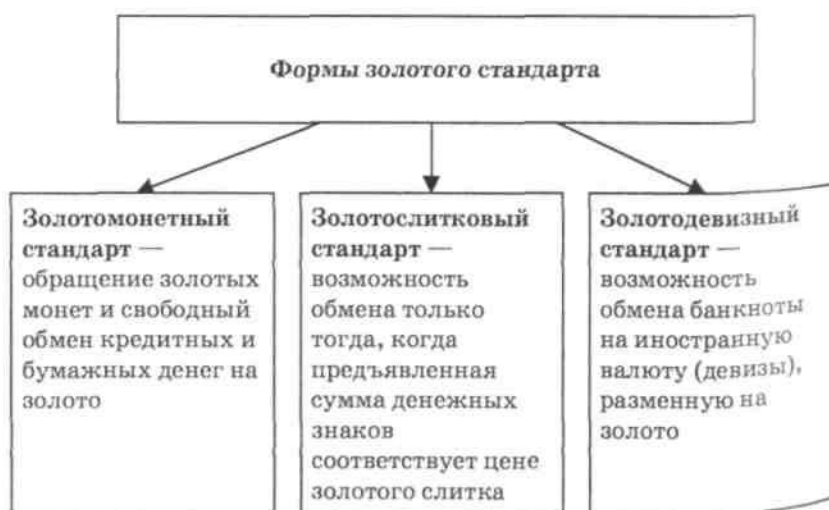 Формы золотого стандарта
Золотомонетный
стандарт —
обращение золотых
монет и свободный
обмен кредитных и
бумажных денег на
золото
Золотослитковый
стандарт —
возможность
обмена только
тогда, когда
предъявленная
сумма денежных
знаков
соответствует цене
золотого слитка
Золотодевизный
стандарт —
возможность
обмена банкноты
на иностранную
валюту (девизы),
разменную на
золото